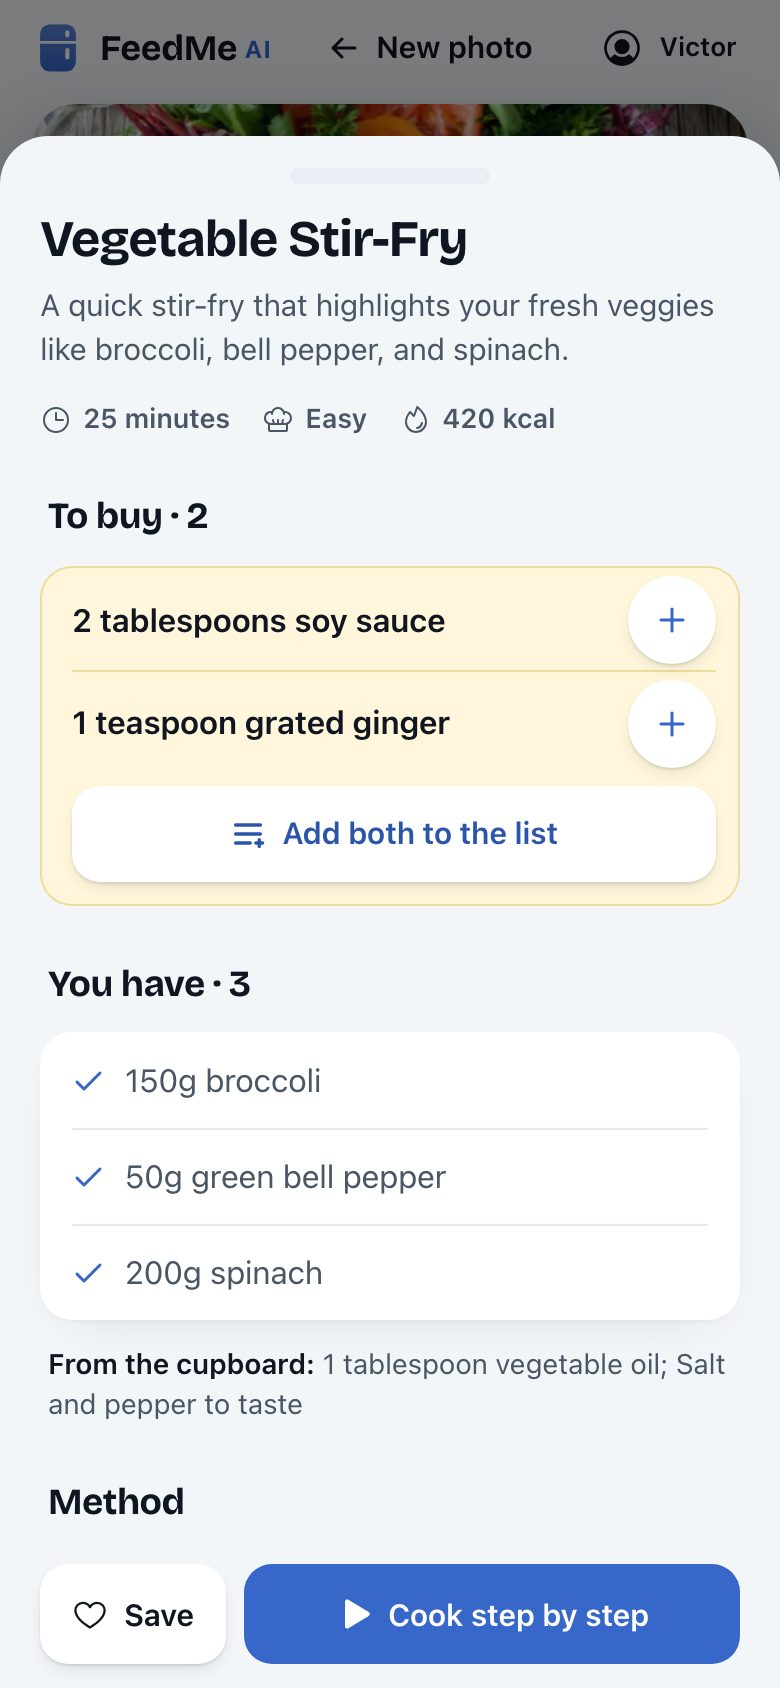 FeedMe AI
New photo
Victor
Vegetable Stir-Fry
A quick stir-fry that highlights your fresh veggies
like broccoli, bell pepper, and spinach.
25 minutes Easy 420 kcal
To buy · 2
2 tablespoons soy sauce
1 teaspoon grated ginger
Add both to the list
You have · 3
150g broccoli
50g green bell pepper
200g spinach
From the cupboard: 1 tablespoon vegetable oil; Salt
and pepper to taste
Method
Save
Cook step by step